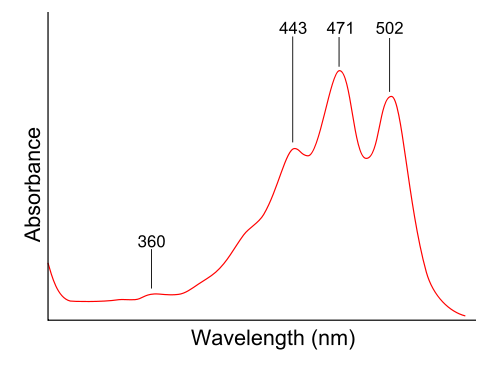 443 471 502
360
Absorbance
Wavelength (nm)